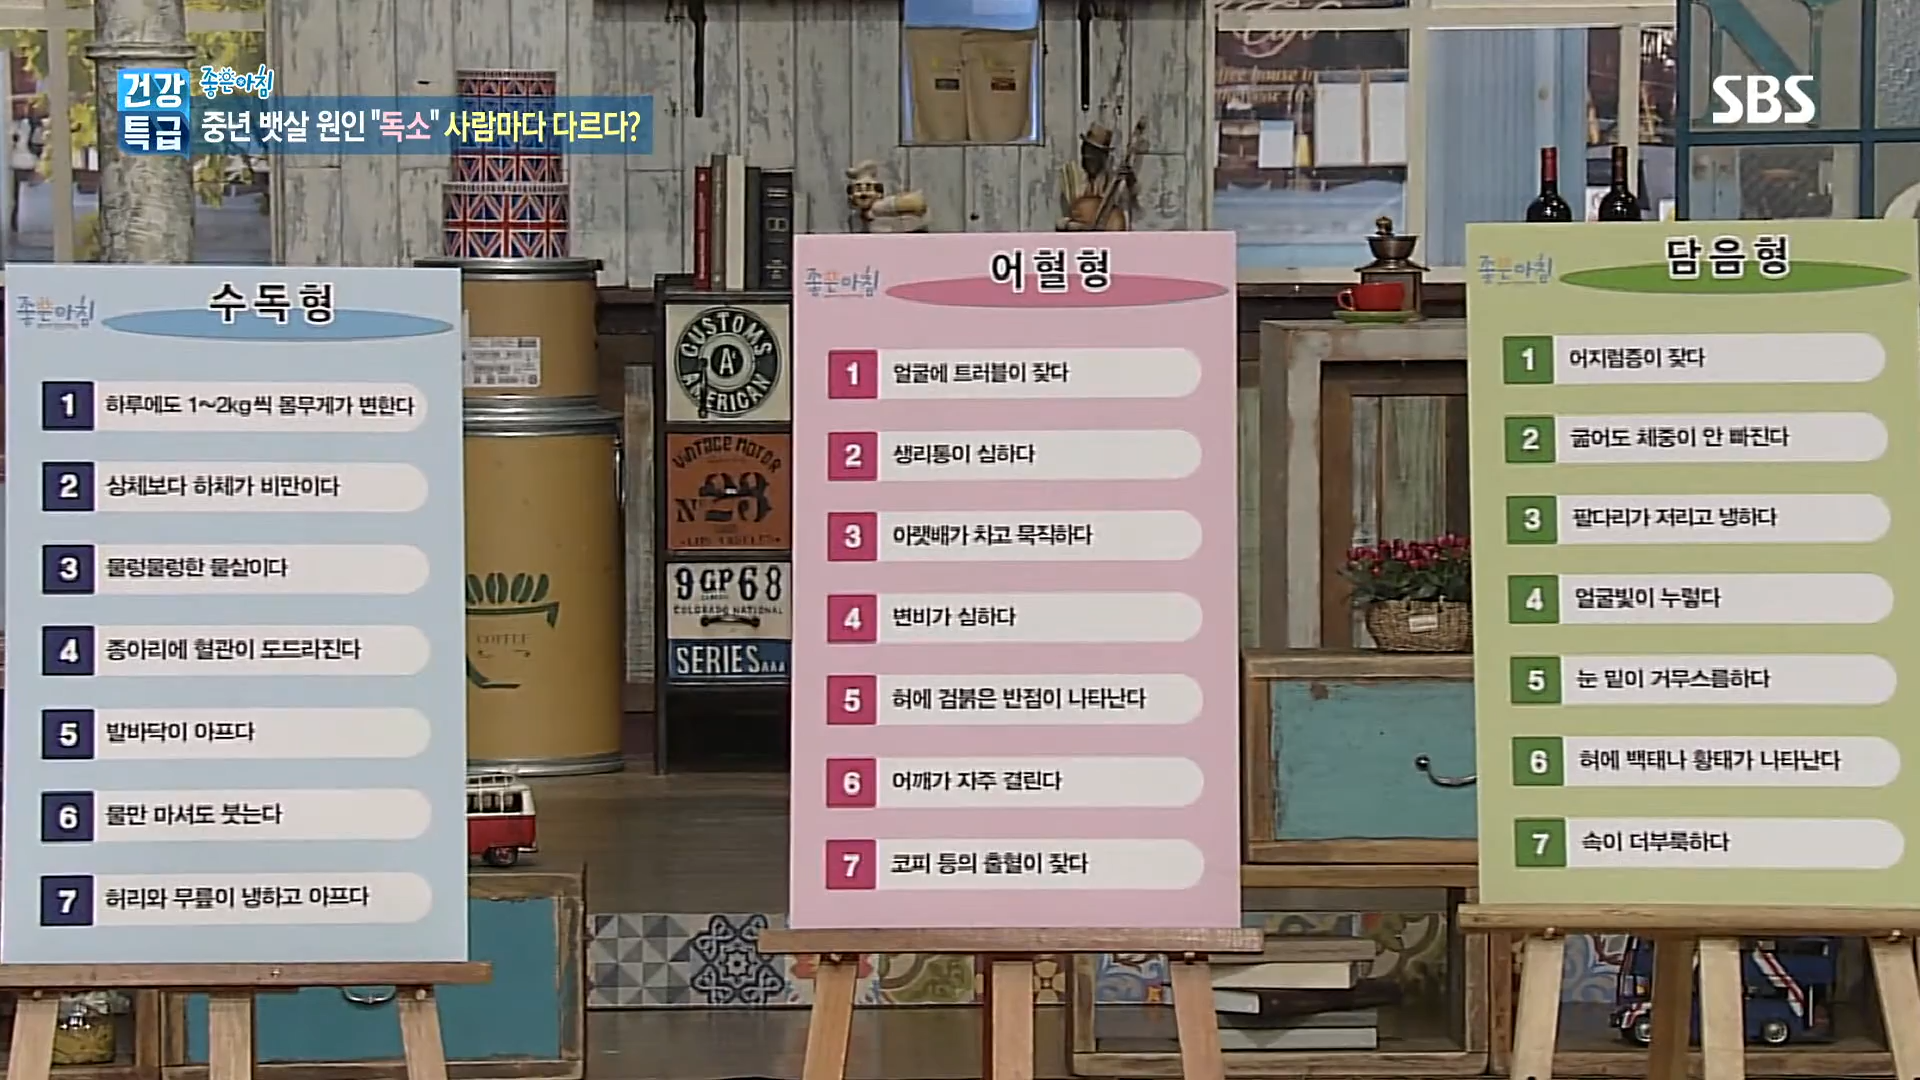 건강
특급
좋은아침
중년 뱃살 원인 "독소" 사람마다 다르다?
SBS
좋은아침
수독형
1 하루에도 1~2kg씩 몸무게가 변한다
2 상체보다 하체가 비만이다
3 물렁물렁한 물살이다
4 종아리에 혈관이 도드라진다
5 발바닥이 아프다
6 물만 마셔도 붓는다
7 허리와 무릎이 냉하고 아프다
좋은아침
어혈형
1 얼굴에 트러블이 잦다
2 생리통이 심하다
3 아랫배가 차고 묵직하다
4 변비가 심하다
5 혀에 검붉은 반점이 나타난다
6 어깨가 자주 결린다
7 코피 등의 출혈이 잦다
좋은아침
담음형
1 어지럼증이 잦다
2 굶어도 체중이 안 빠진다
3 팔다리가 저리고 냉하다
4 얼굴빛이 누렇다
5 눈 밑이 거무스름하다
6 혀에 백태나 황태가 나타난다
7 속이 더부룩하다
CUSTOMS
A
AMERICAN
VINTAGE MOTOR
Nº 23
LOS ANGELES
9 GP 68
COLORADO NATIONAL
SERIES AAA
COFFEE